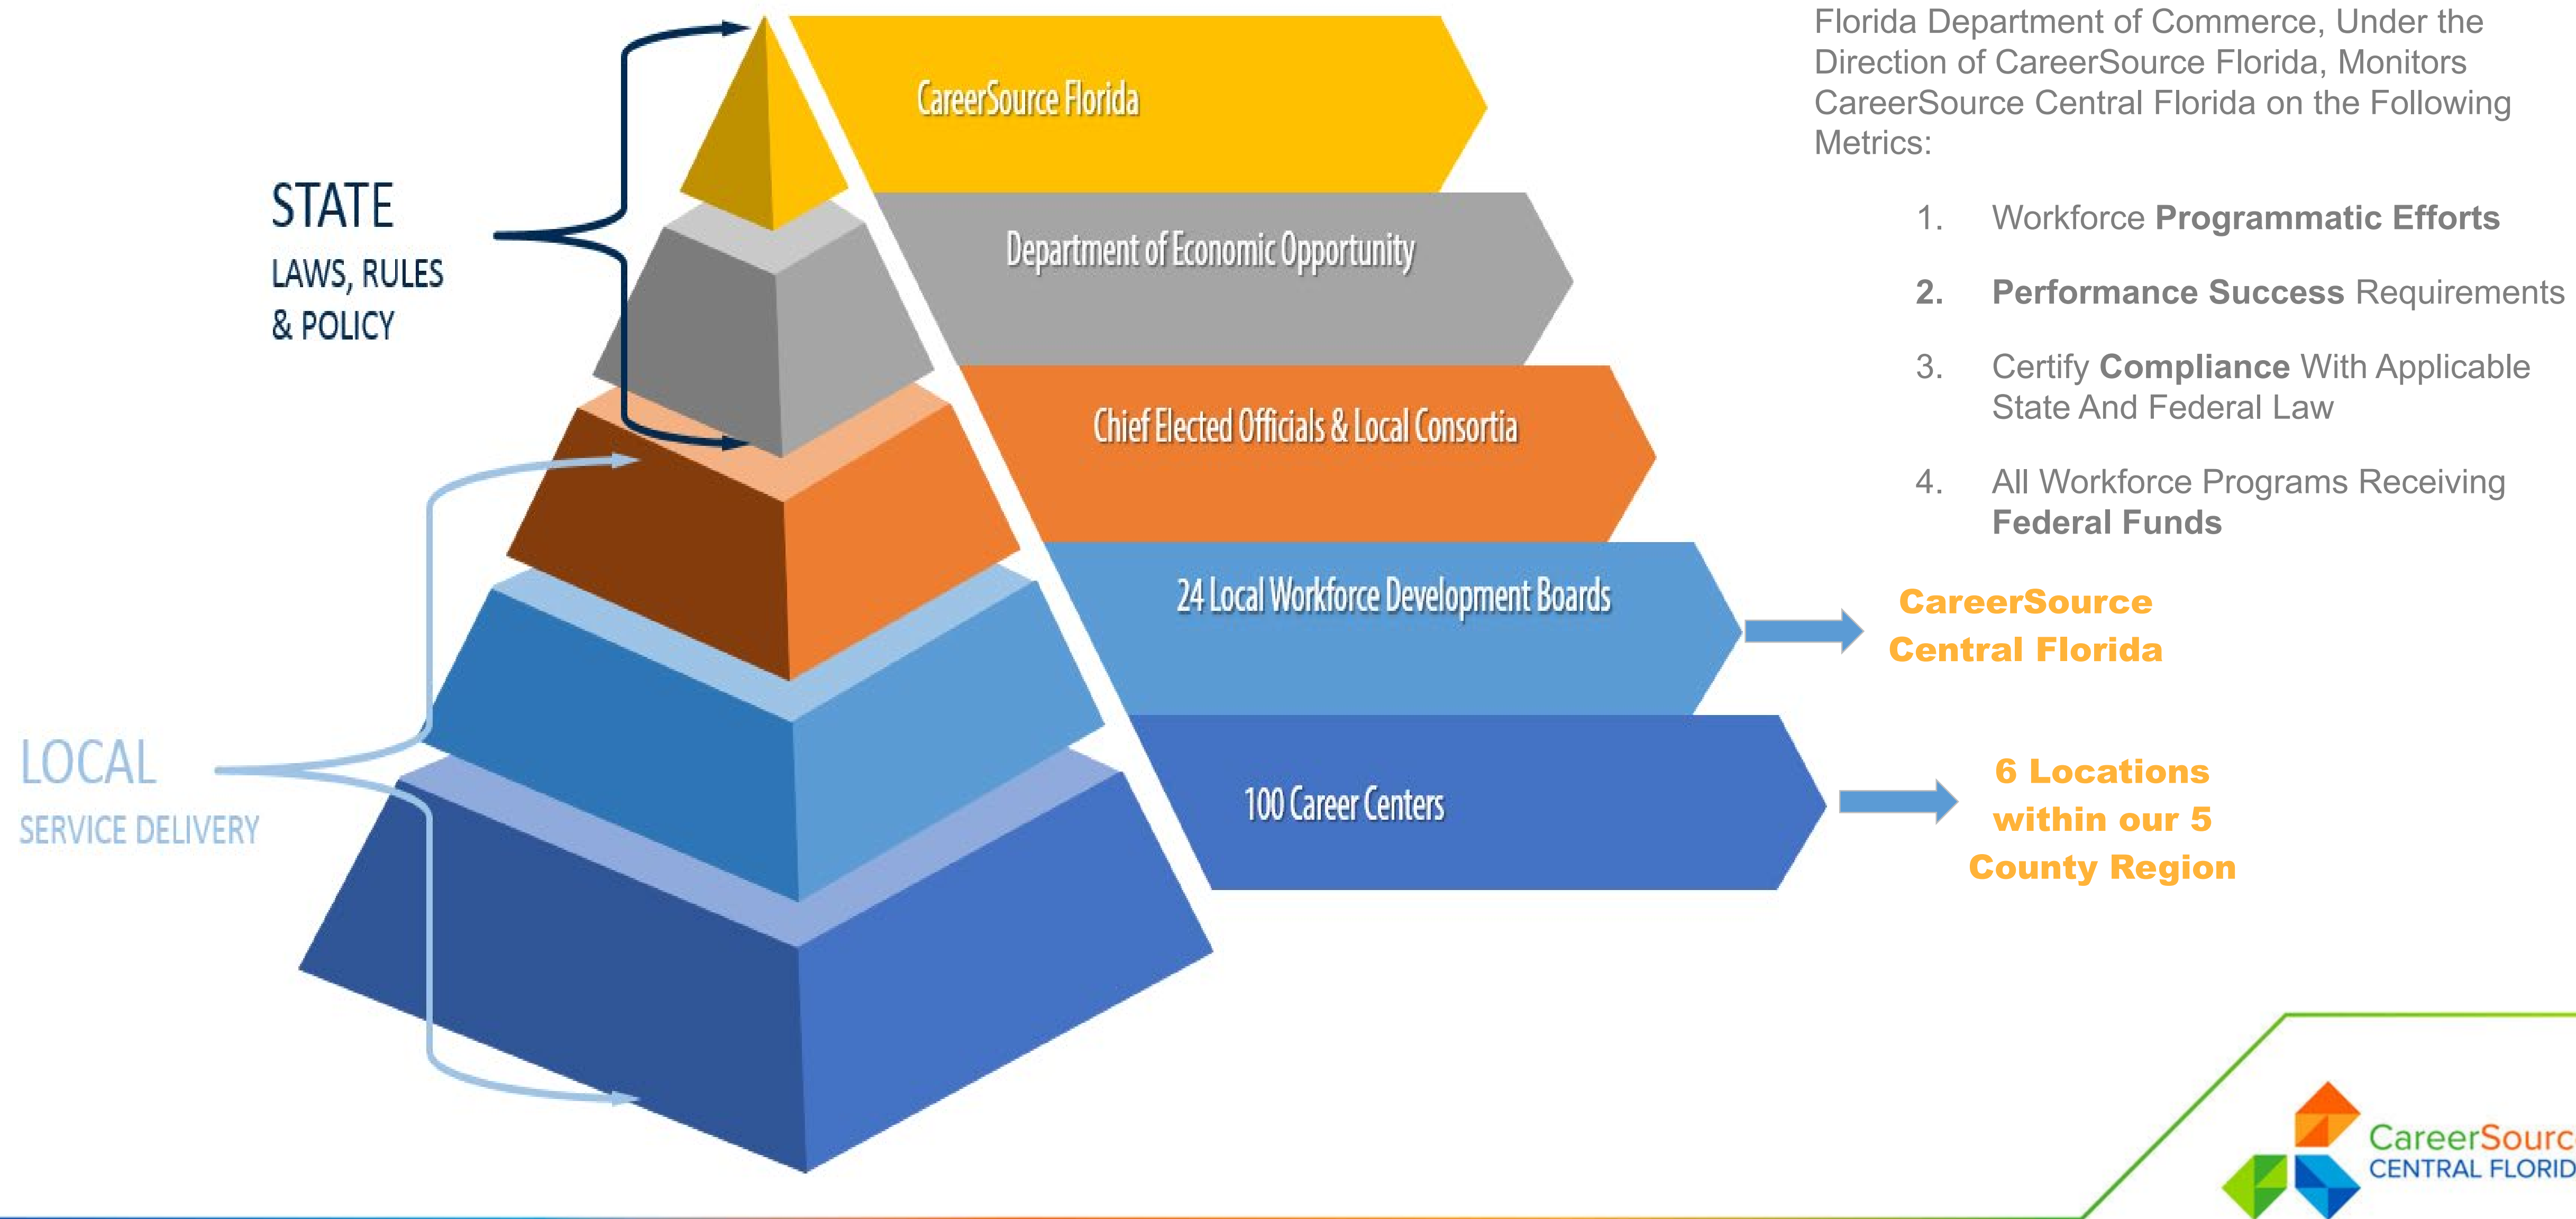 CareerSource Florida
Department of Economic Opportunity
Chief Elected Officials & Local Consortia
24 Local Workforce Development Boards
100 Career Centers
STATE
LAWS, RULES
& POLICY
LOCAL
SERVICE DELIVERY
Florida Department of Commerce, Under the
Direction of CareerSource Florida, Monitors
CareerSource Central Florida on the Following
Metrics:
1. Workforce Programmatic Efforts
2. Performance Success Requirements
3. Certify Compliance With Applicable
State And Federal Law
4. All Workforce Programs Receiving
Federal Funds
CareerSource
Central Florida
6 Locations
within our 5
County Region
CareerSourc
CENTRAL FLORID